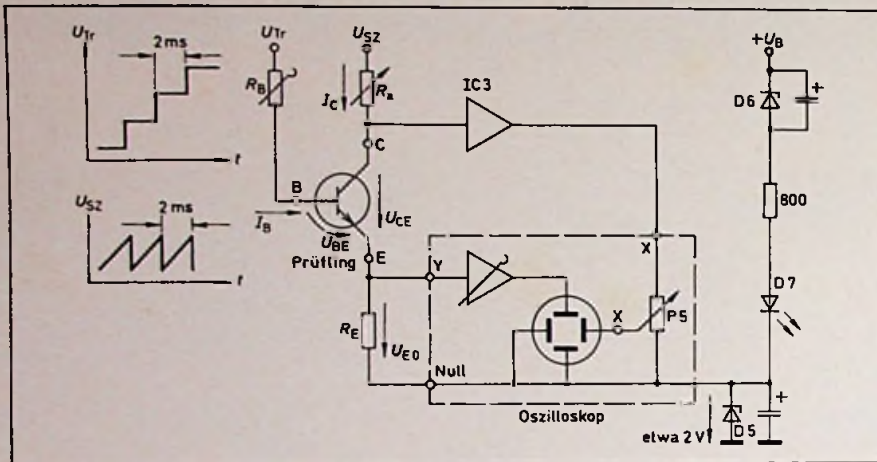 U_Tr
2 ms
t
U_SZ
2 ms
t
U_Tr
R_B
U_SZ
I_C
R_a
IC3
C
B
I_B
U_BE
U_CE
E
Prüfling
R_E
U_E0
Y
X
X
P5
Null
Oszilloskop
+U_B
D6
+
800
D7
etwa 2 V
D5
+